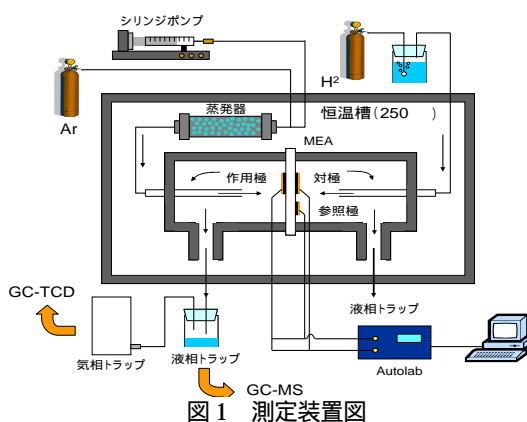 シリンジポンプ
H²
Ar
蒸発器
恒温槽(250　　)
MEA
作用極
対極
参照極
GC-TCD
気相トラップ
液相トラップ
液相トラップ
GC-MS
Autolab
図1　測定装置図